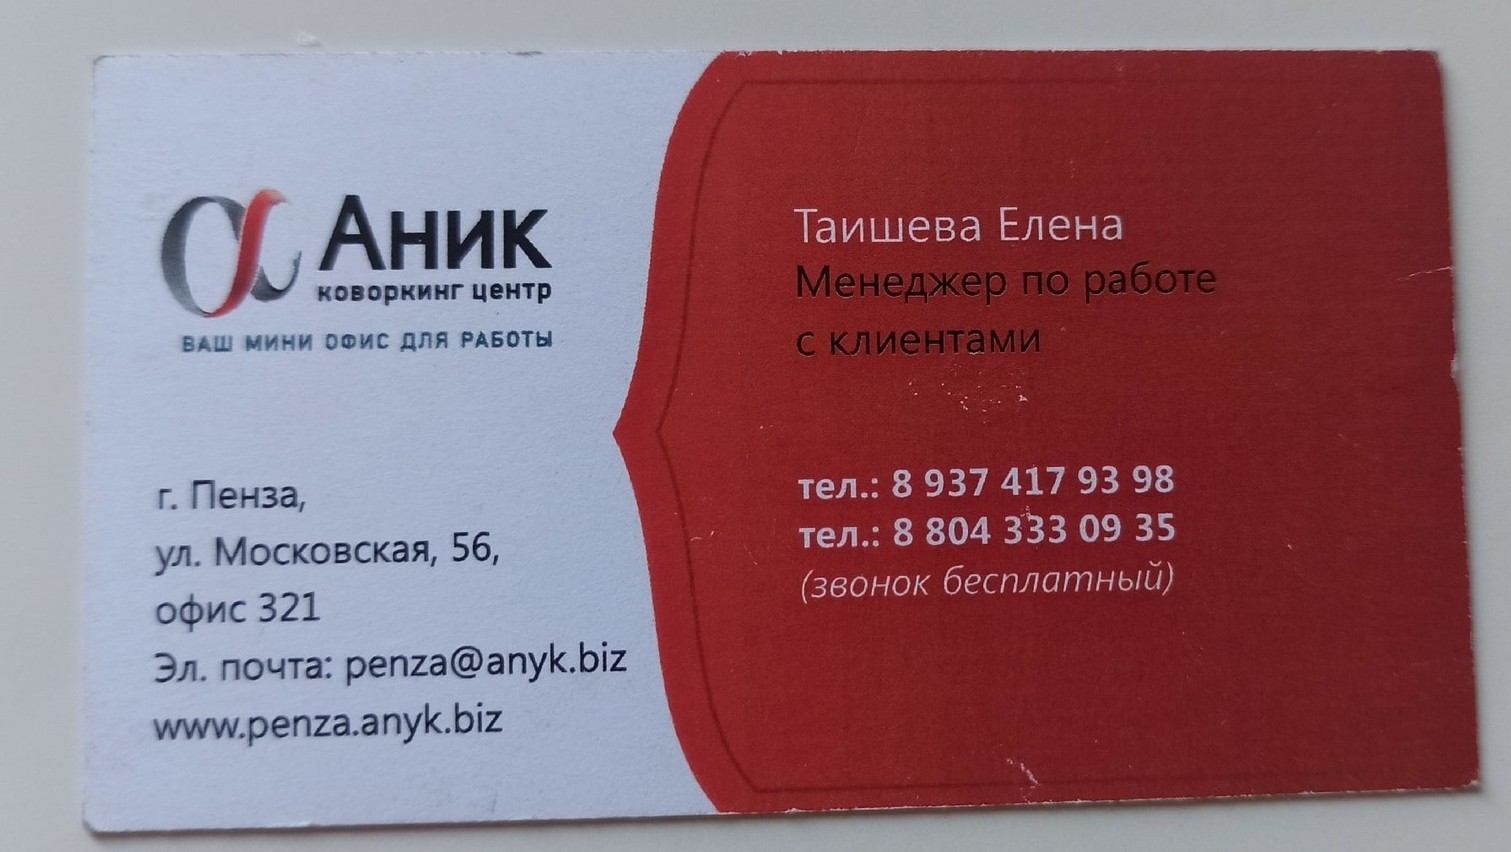 Аник
коворкинг центр
ВАШ МИНИ ОФИС ДЛЯ РАБОТЫ
г. Пенза,
ул. Московская, 56,
офис 321
Эл. почта: penza@anyk.biz
www.penza.anyk.biz
Таишева Елена
Менеджер по работе
с клиентами
тел.: 8 937 417 93 98
тел.: 8 804 333 09 35
(звонок бесплатный)